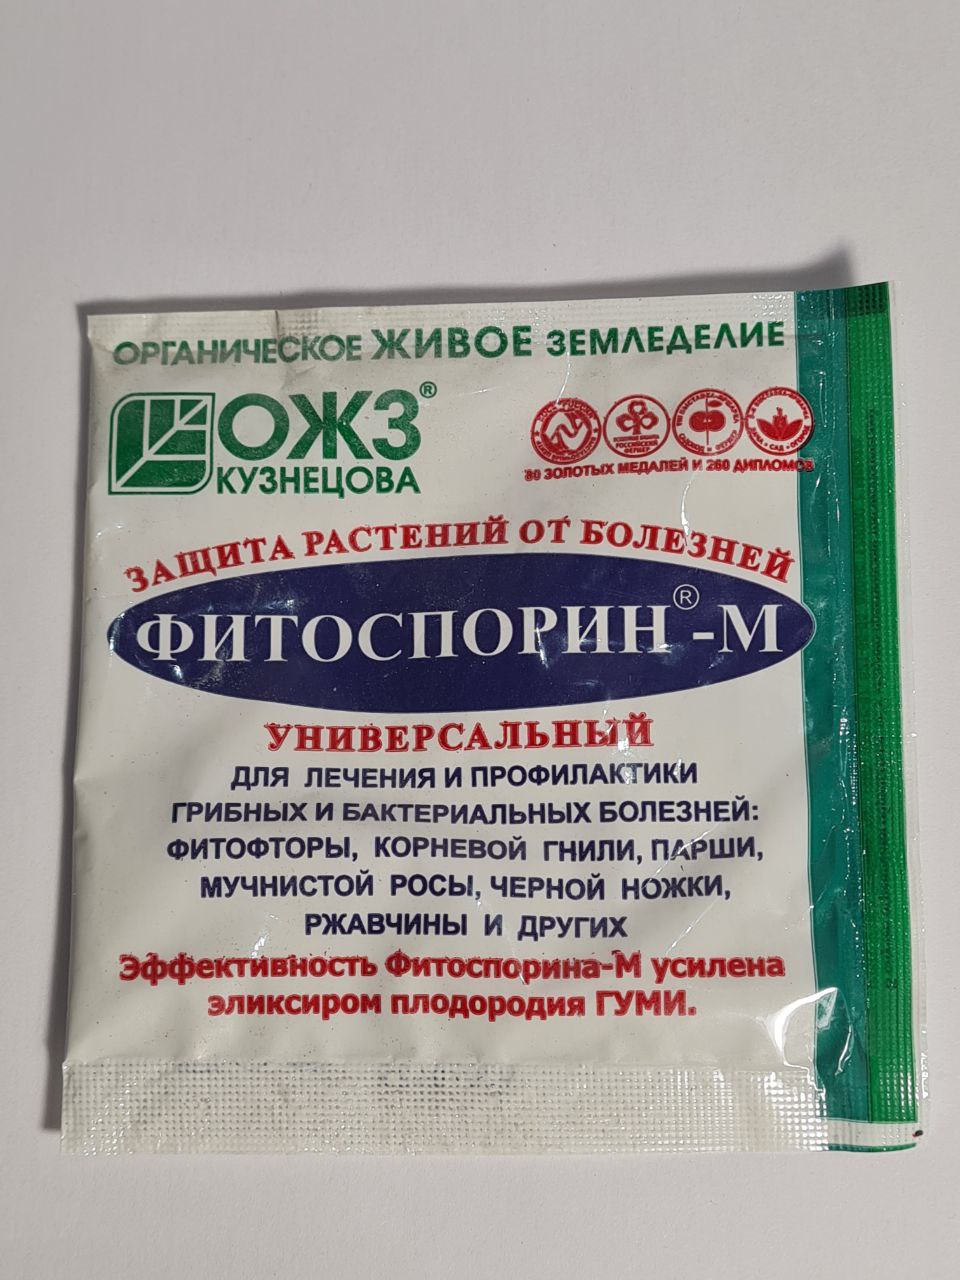 ОРГАНИЧЕСКОЕ ЖИВОЕ ЗЕМЛЕДЕЛИЕ
ОЖЗ®
КУЗНЕЦОВА
80 ЗОЛОТЫХ МЕДАЛЕЙ И 260 ДИПЛОМОВ
ЗАЩИТА РАСТЕНИЙ ОТ БОЛЕЗНЕЙ
ФИТОСПОРИН®-М
УНИВЕРСАЛЬНЫЙ
ДЛЯ ЛЕЧЕНИЯ И ПРОФИЛАКТИКИ
ГРИБНЫХ И БАКТЕРИАЛЬНЫХ БОЛЕЗНЕЙ:
ФИТОФТОРЫ, КОРНЕВОЙ ГНИЛИ, ПАРШИ,
МУЧНИСТОЙ РОСЫ, ЧЕРНОЙ НОЖКИ,
РЖАВЧИНЫ И ДРУГИХ
Эффективность Фитоспорина-М усилена
эликсиром плодородия ГУМИ.